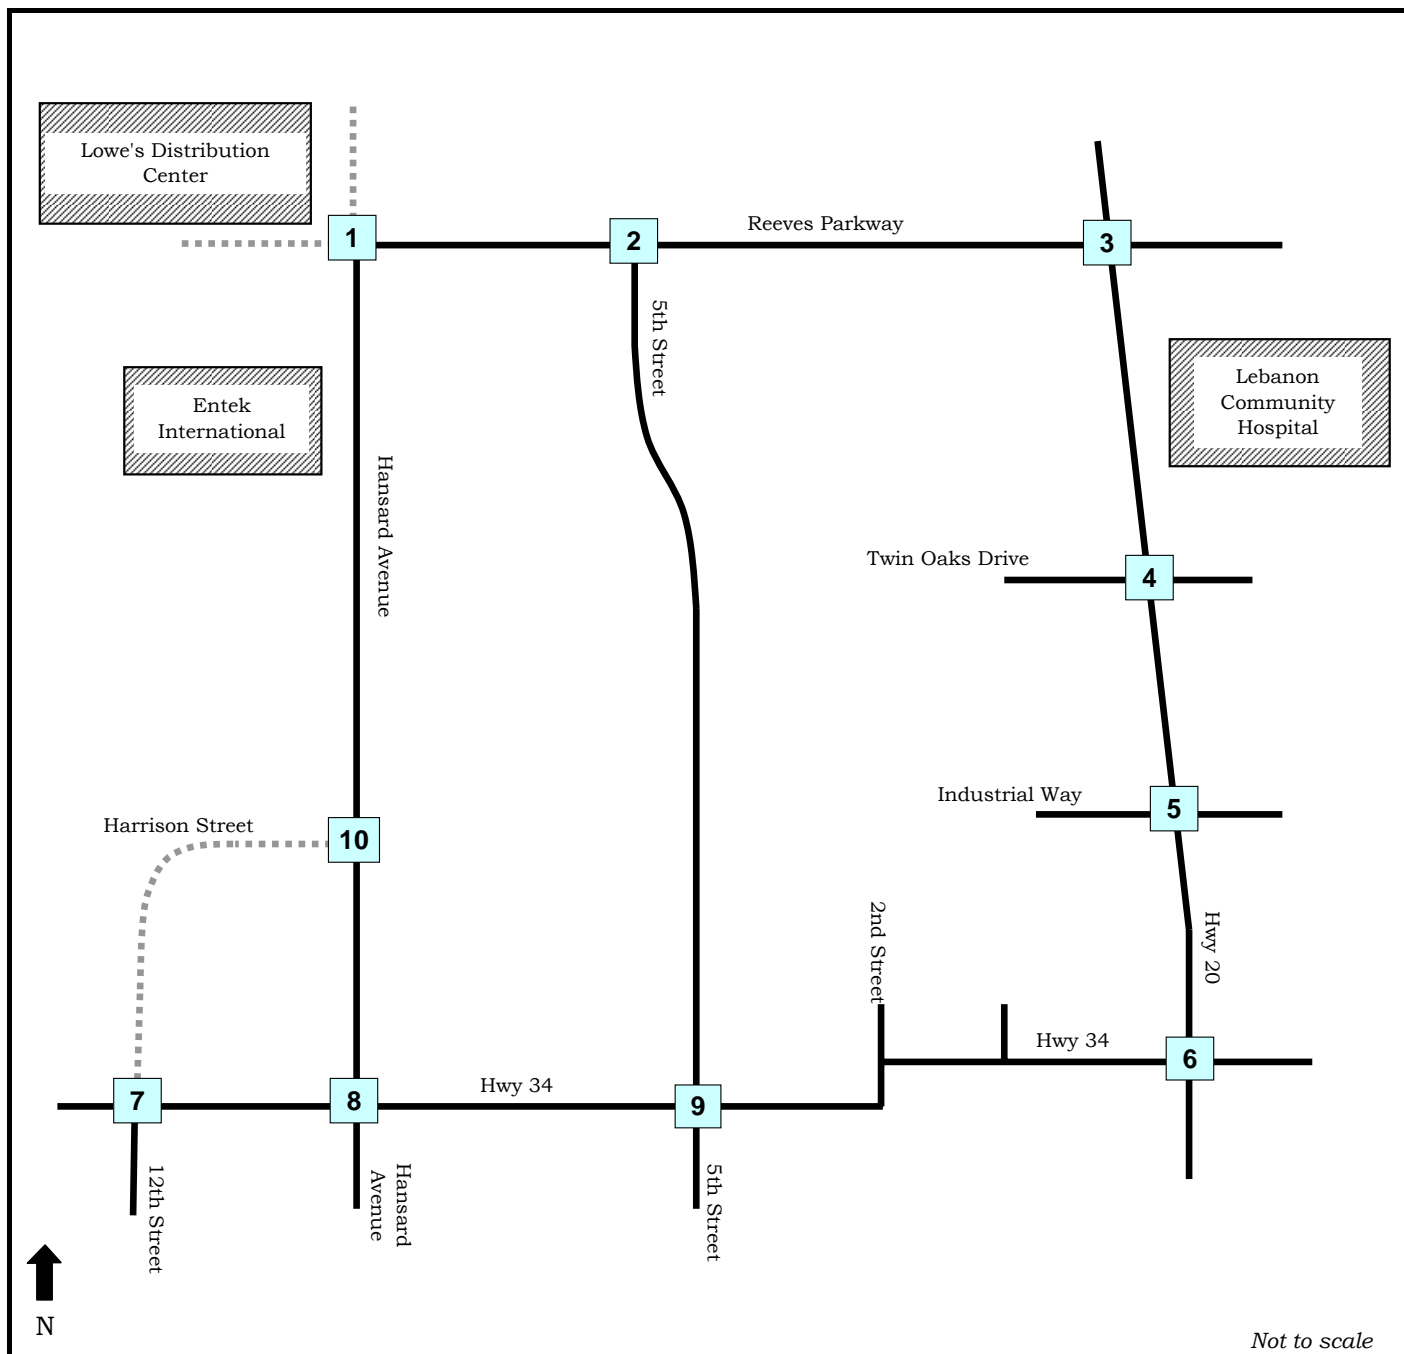 Lowe's Distribution
Center
1
2
Reeves Parkway
3
5th Street
Entek
International
Lebanon
Community
Hospital
Hansard Avenue
Twin Oaks Drive
4
Industrial Way
5
Harrison Street
10
2nd Street
Hwy 20
Hwy 34
6
7
8
Hwy 34
9
12th Street
Hansard
Avenue
5th Street
N
Not to scale